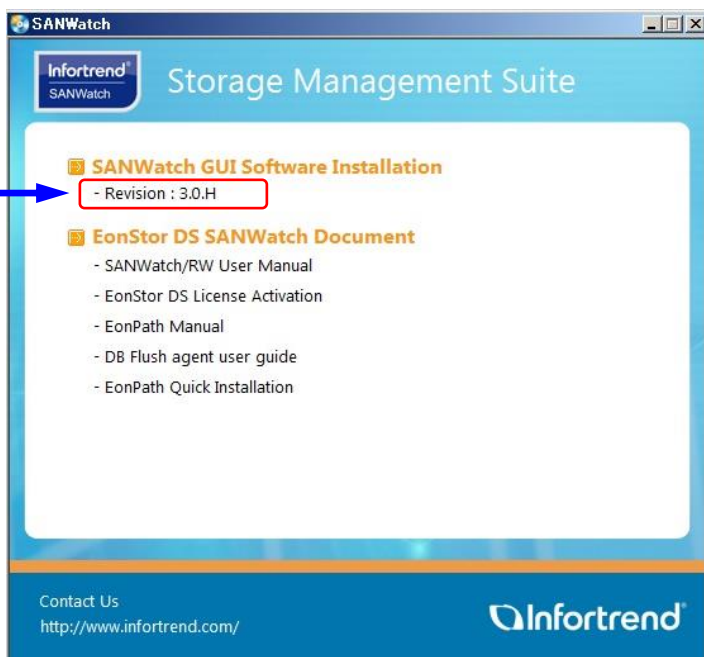 SANWatch
Infortrend®
SANWatch
Storage Management Suite
SANWatch GUI Software Installation
- Revision : 3.0.H
EonStor DS SANWatch Document
- SANWatch/RW User Manual
- EonStor DS License Activation
- EonPath Manual
- DB Flush agent user guide
- EonPath Quick Installation
Contact Us
http://www.infortrend.com/
Infortrend®